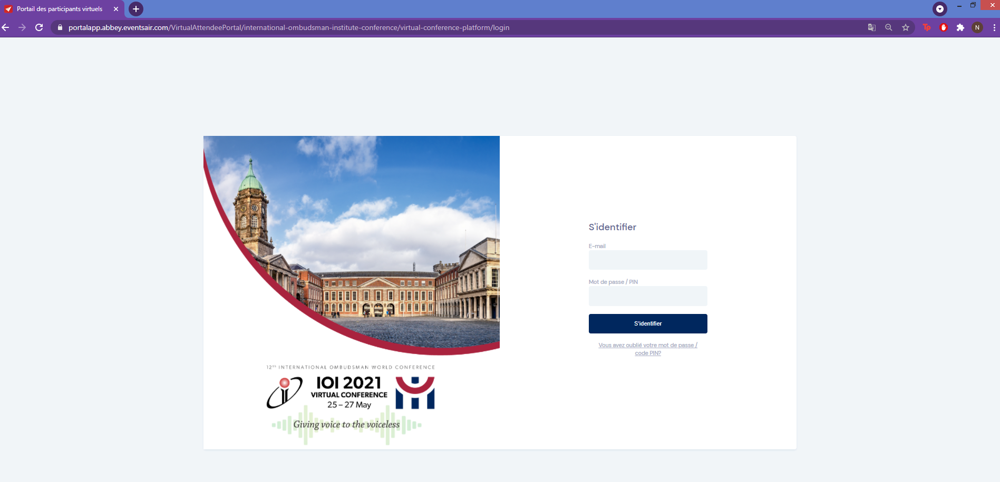 Portail des participants virtuels
portalapp.abbey.eventsair.com/VirtualAttendeePortal/international-ombudsman-institute-conference/virtual-conference-platform/login
Tp
N
12th INTERNATIONAL OMBUDSMAN WORLD CONFERENCE
IOI 2021
VIRTUAL CONFERENCE
25 – 27 May
Giving voice to the voiceless
S'identifier
E-mail
Mot de passe / PIN
S'identifier
Vous avez oublié votre mot de passe /
code PIN?